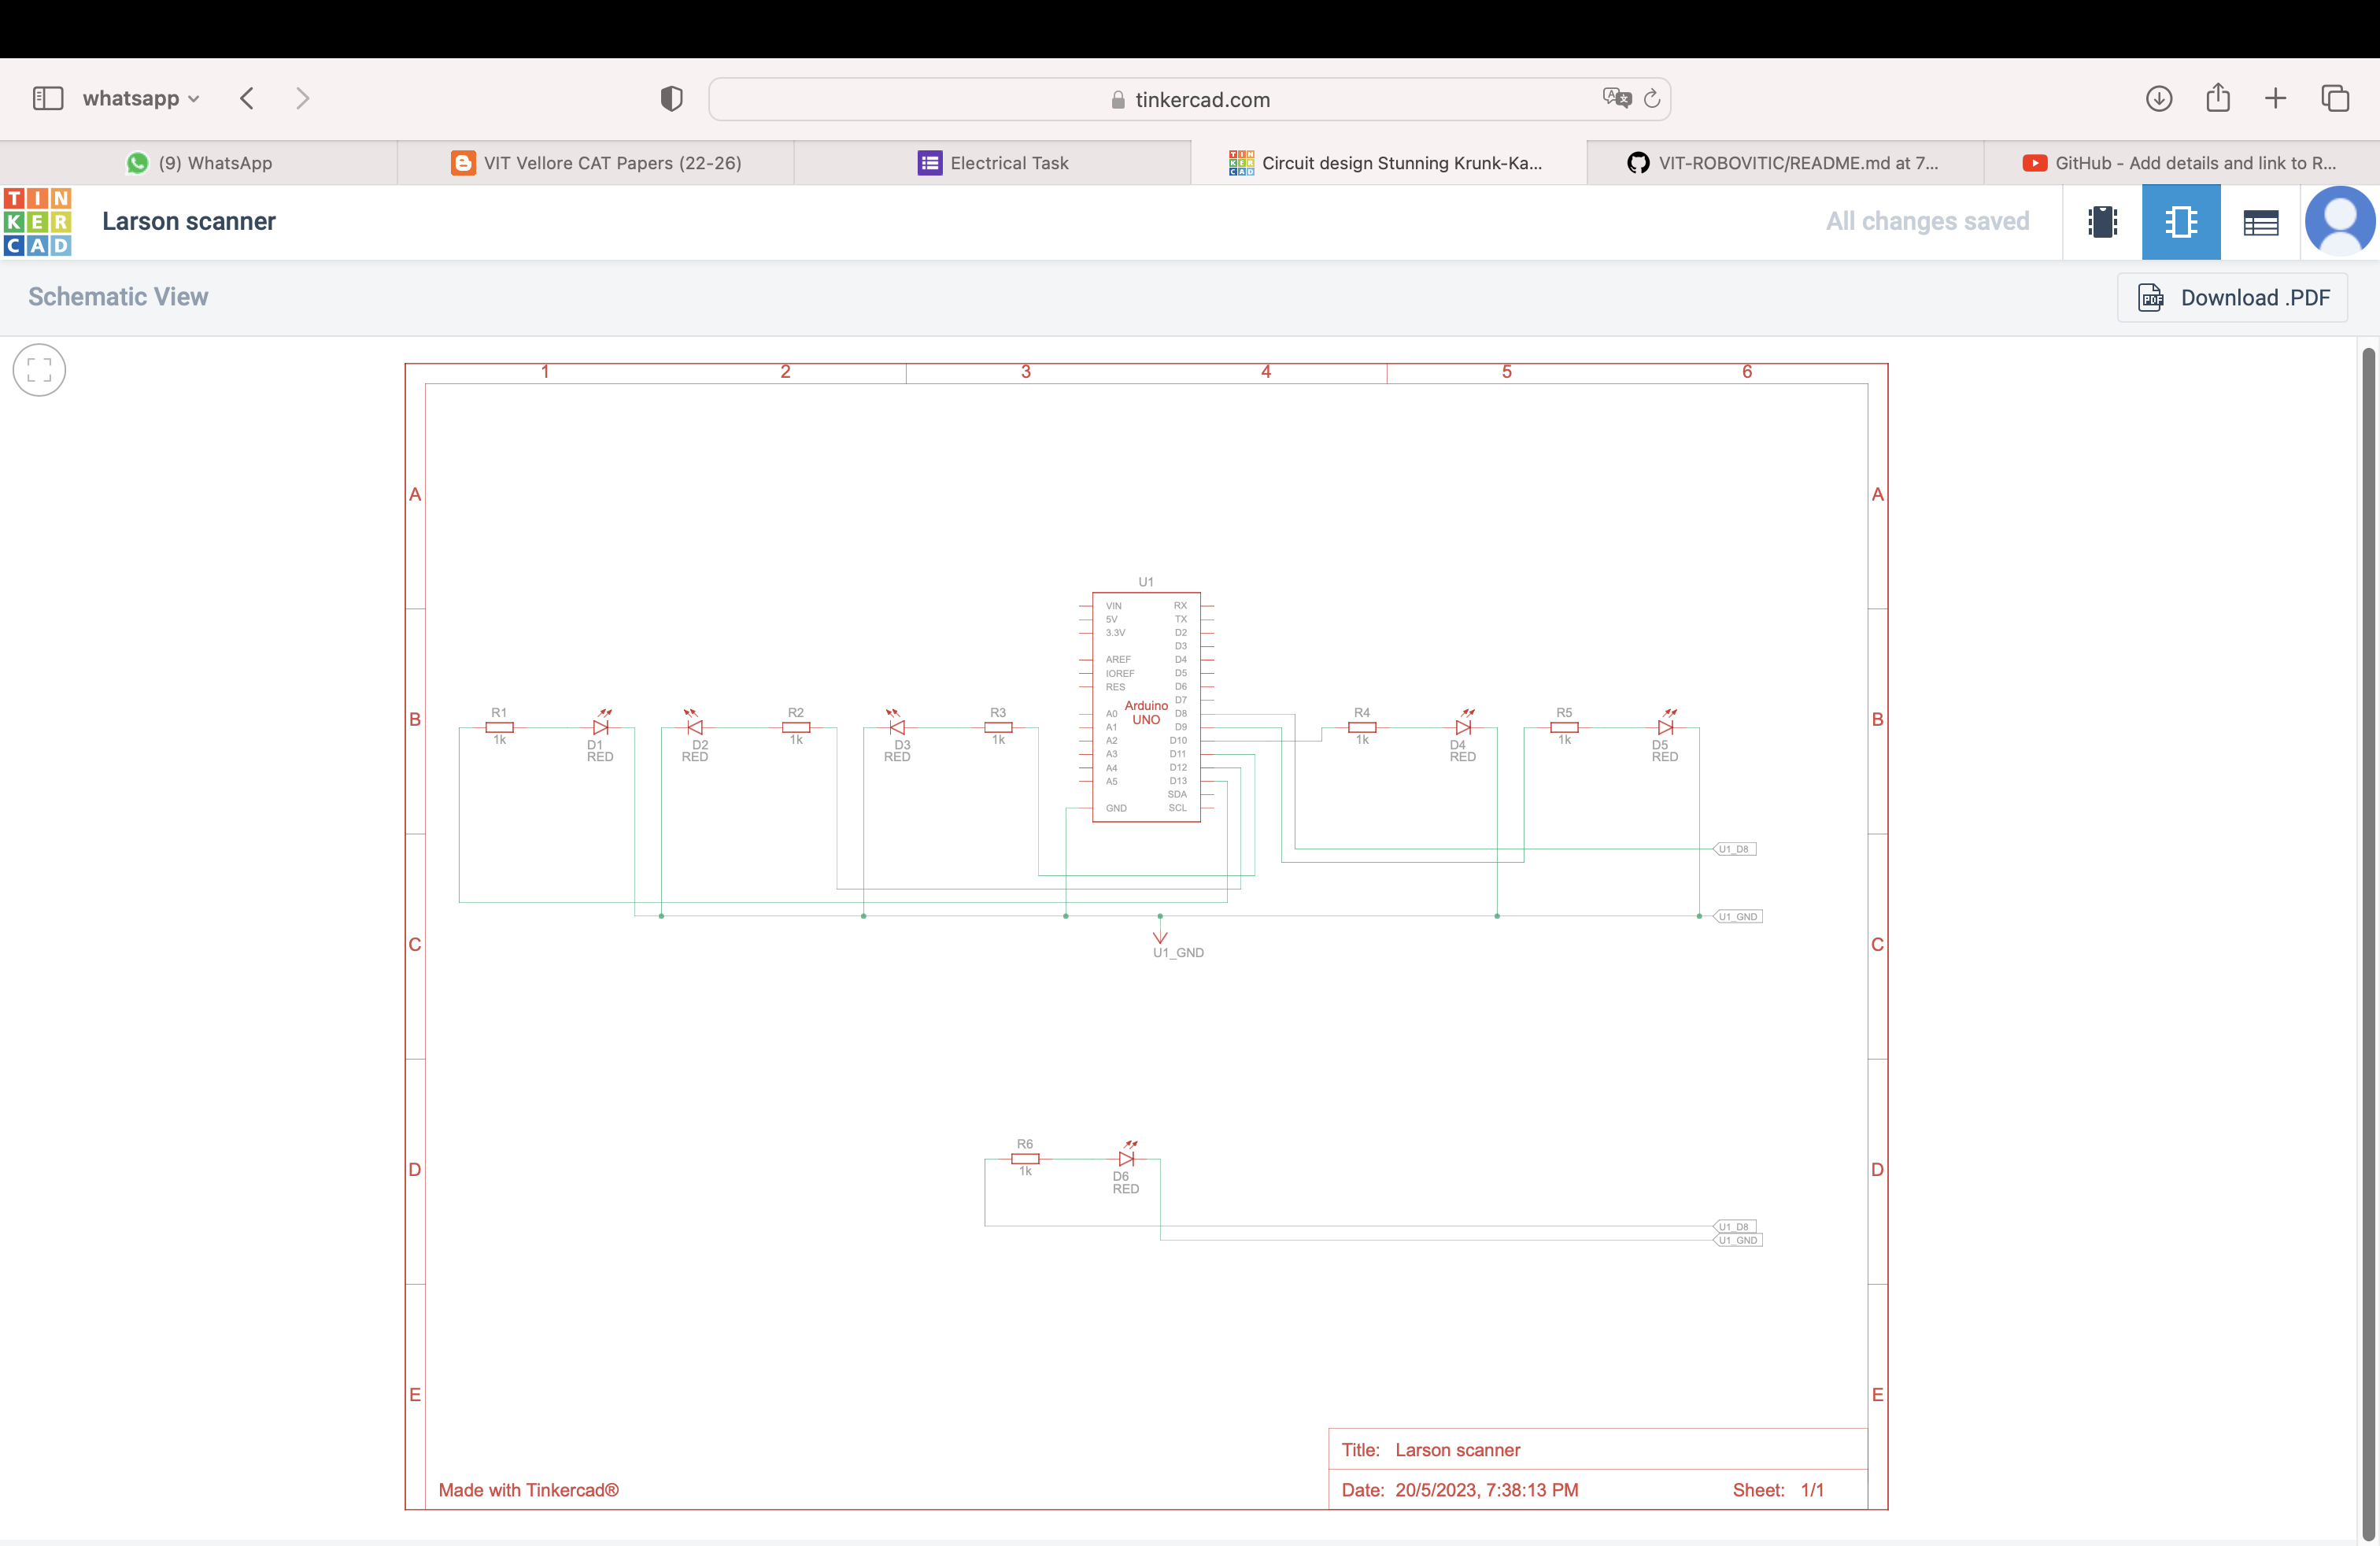 whatsapp
tinkercad.com
(9) WhatsApp
VIT Vellore CAT Papers (22-26)
Electrical Task
Circuit design Stunning Krunk-Ka...
VIT-ROBOVITIC/README.md at 7...
GitHub - Add details and link to R...
TIN
KER
CAD
Larson scanner
All changes saved
Schematic View
Download .PDF
1 2 3 4 5 6
A A
U1
VIN RX
5V TX
3.3V D2
D3
AREF D4
IOREF D5
RES D6
D7
Arduino
UNO
A0 D8
A1 D9
A2 D10
A3 D11
A4 D12
A5 D13
SDA
GND SCL
B B
R1
1k
D1
RED
D2
RED
R2
1k
D3
RED
R3
1k
R4
1k
D4
RED
R5
1k
D5
RED
U1_D8
U1_GND
U1_GND
C C
R6
1k
D6
RED
D D
U1_D8
U1_GND
E E
Title: Larson scanner
Date: 20/5/2023, 7:38:13 PM Sheet: 1/1
Made with Tinkercad®